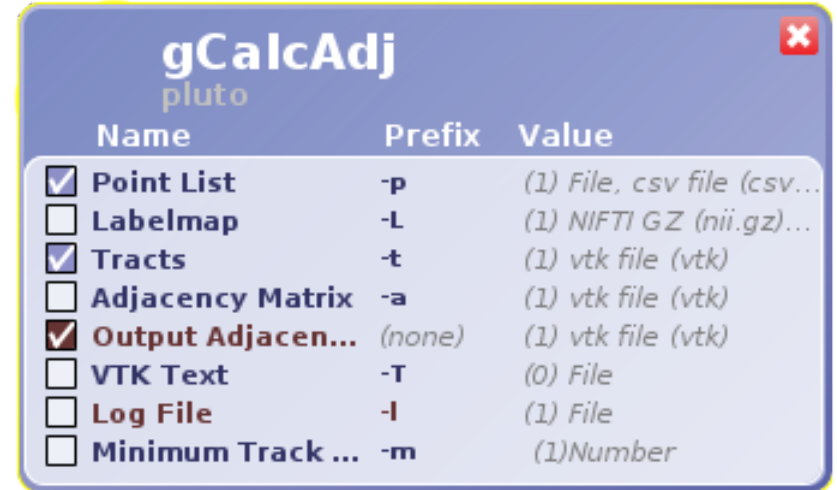 gCalcAdj
pluto
Name Prefix Value
Point List -p (1) File, csv file (csv...
Labelmap -L (1) NIFTI GZ (nii.gz)...
Tracts -t (1) vtk file (vtk)
Adjacency Matrix -a (1) vtk file (vtk)
Output Adjacen... (none) (1) vtk file (vtk)
VTK Text -T (0) File
Log File -l (1) File
Minimum Track ... -m (1)Number